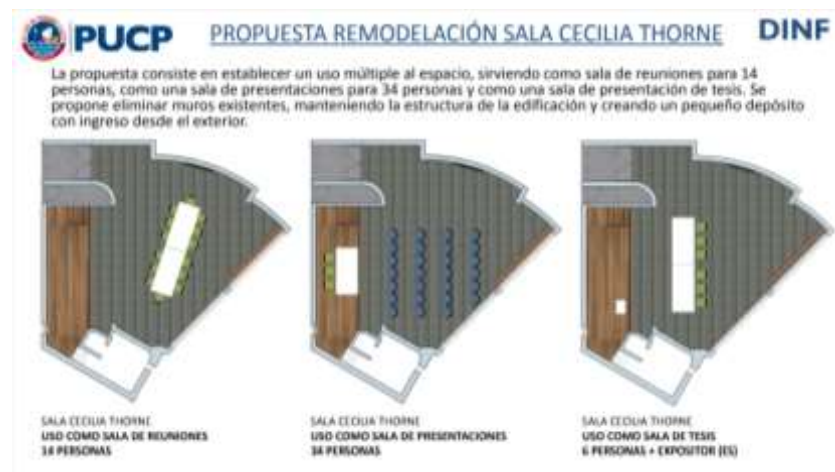 PUCP
PROPUESTA REMODELACIÓN SALA CECILIA THORNE
DINF
La propuesta consiste en establecer un uso múltiple al espacio, sirviendo como sala de reuniones para 14
personas, como una sala de presentaciones para 34 personas y como una sala de presentación de tesis. Se
propone eliminar muros existentes, manteniendo la estructura de la edificación y creando un pequeño depósito
con ingreso desde el exterior.
SALA CECILIA THORNE
USO COMO SALA DE REUNIONES
14 PERSONAS
SALA CECILIA THORNE
USO COMO SALA DE PRESENTACIONES
34 PERSONAS
SALA CECILIA THORNE
USO COMO SALA DE TESIS
6 PERSONAS + EXPOSITOR (ES)